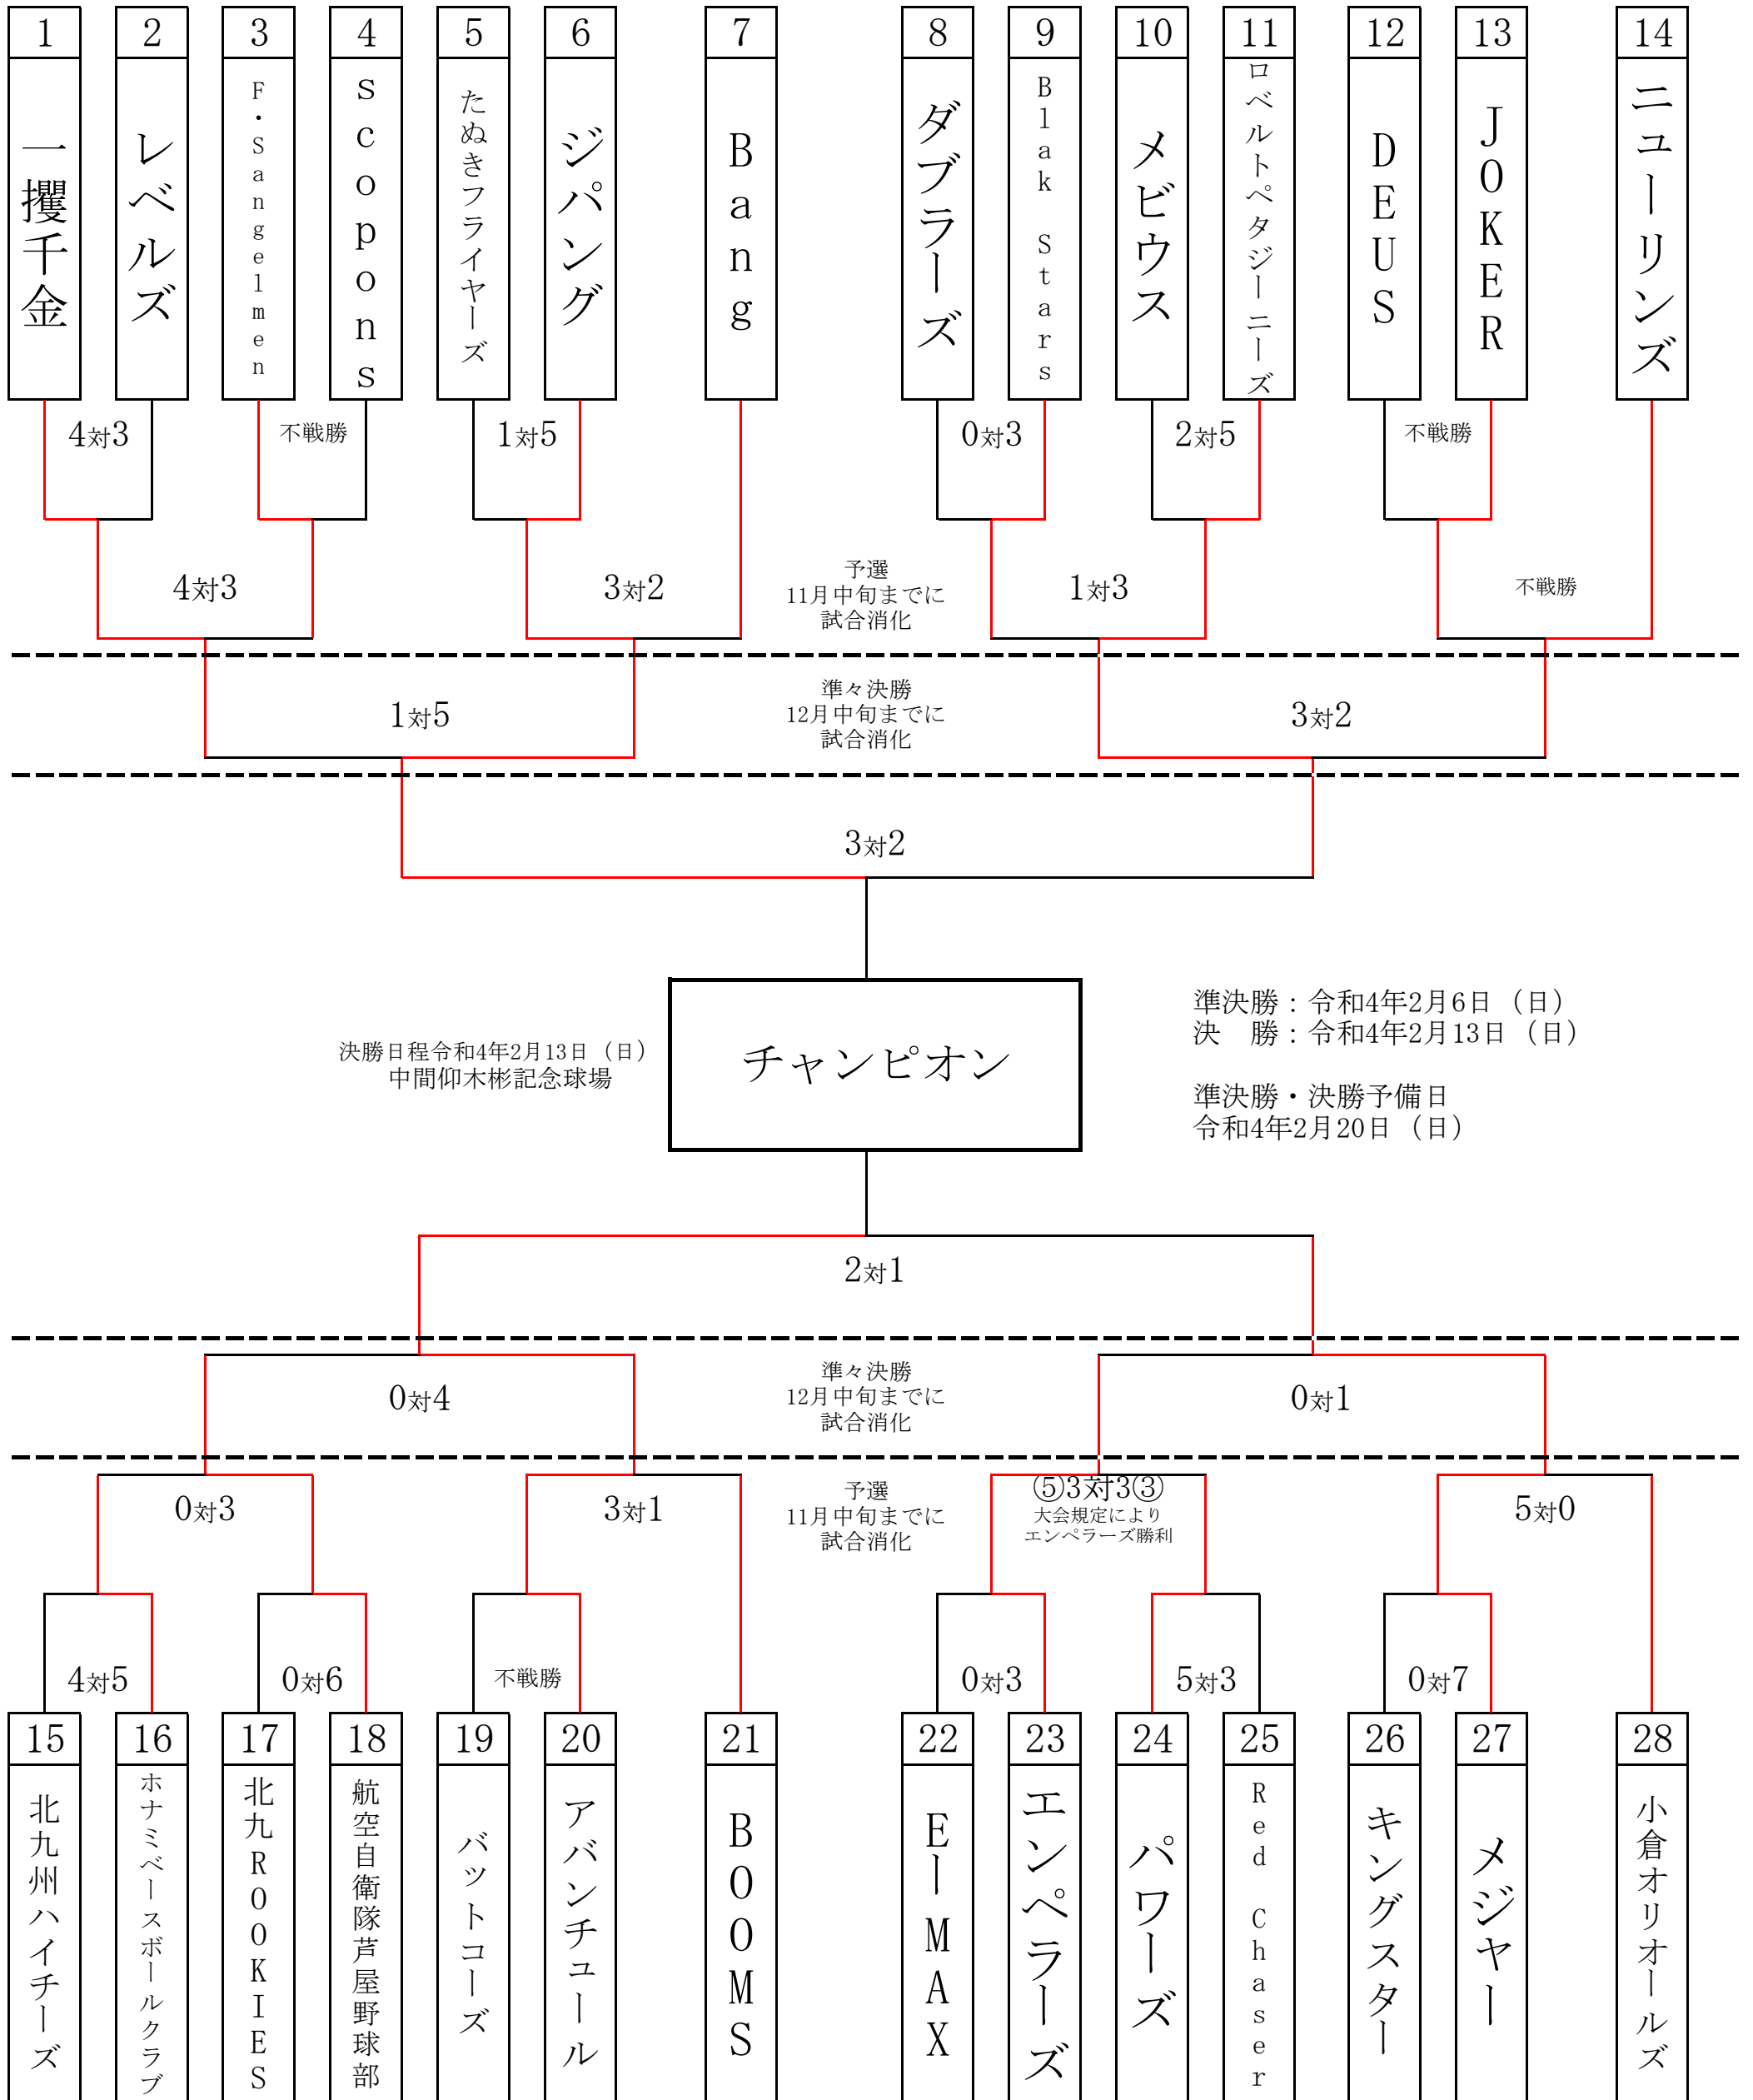 1
2
3
4
5
6
7
8
9
10
11
12
13
14
一攫千金
レベルズ
F・Sangelmen
scopons
たぬきフライヤーズ
ジパング
Bang
ダブラーズ
Blak Stars
メビウス
ロベルトペタジーニーズ
DEUS
JOKER
ニューリンズ
4対3
不戦勝
1対5
0対3
2対5
不戦勝
4対3
3対2
予選
11月中旬までに
試合消化
1対3
不戦勝
1対5
準々決勝
12月中旬までに
試合消化
3対2
3対2
決勝日程令和4年2月13日（日）
中間仰木彬記念球場
チャンピオン
準決勝：令和4年2月6日（日）
決　勝：令和4年2月13日（日）
準決勝・決勝予備日
令和4年2月20日（日）
2対1
0対4
準々決勝
12月中旬までに
試合消化
0対1
0対3
3対1
予選
11月中旬までに
試合消化
⑤3対3③
大会規定により
エンペラーズ勝利
5対0
4対5
0対6
不戦勝
0対3
5対3
0対7
15
16
17
18
19
20
21
22
23
24
25
26
27
28
北九州ハイチーズ
ホナミベースボールクラブ
北九ROOKIES
航空自衛隊芦屋野球部
バットコーズ
アバンチュール
BOOMS
EーMAX
エンペラーズ
パワーズ
Red Chaser
キングスター
メジャー
小倉オリオールズ